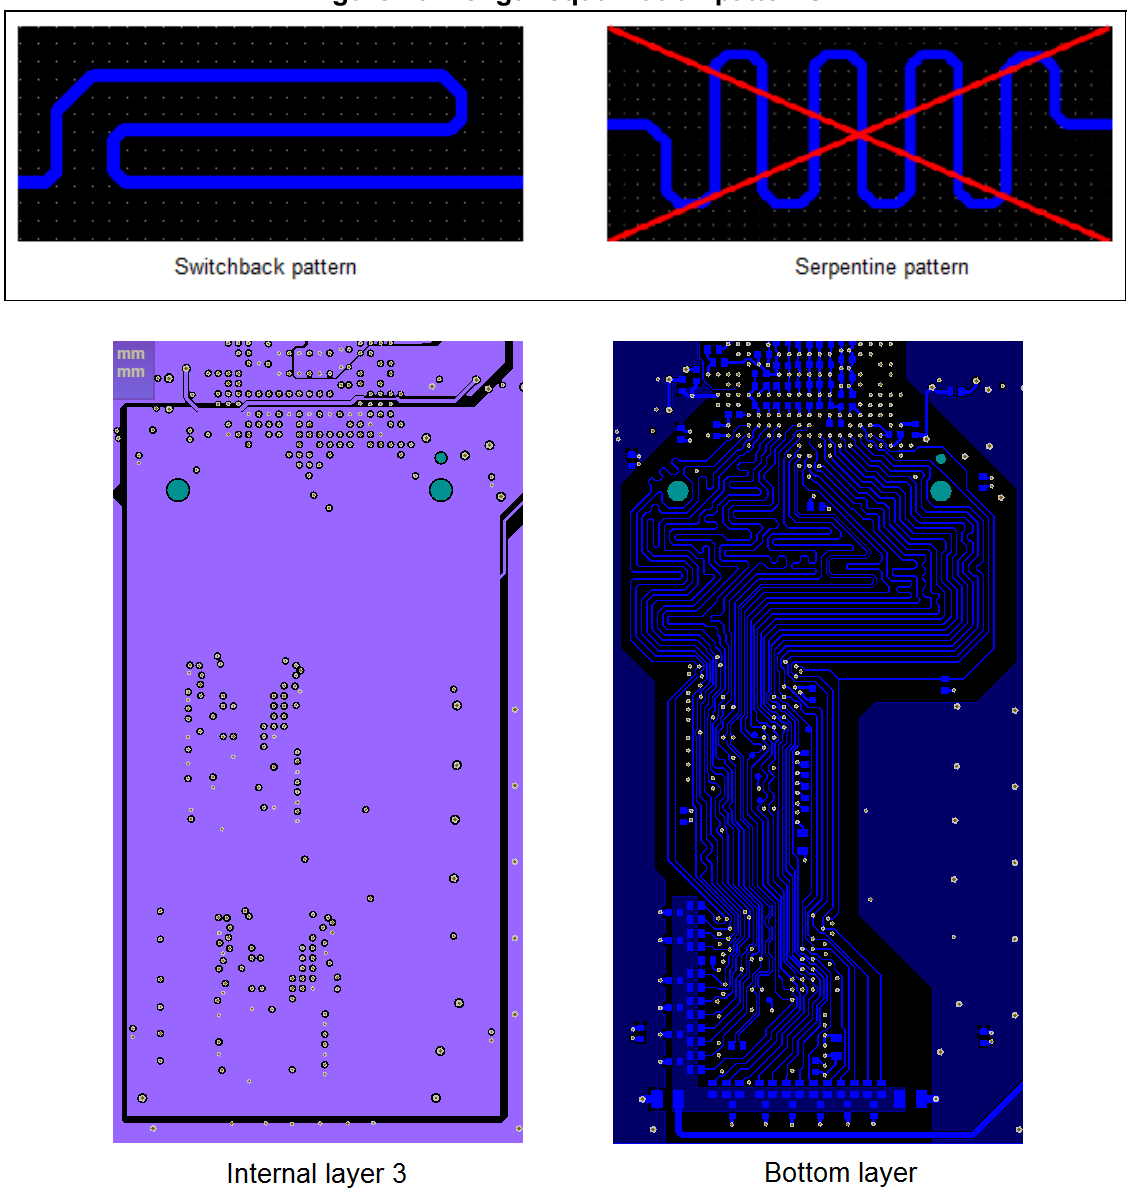 Switchback pattern
Serpentine pattern
mm
mm
Internal layer 3
Bottom layer